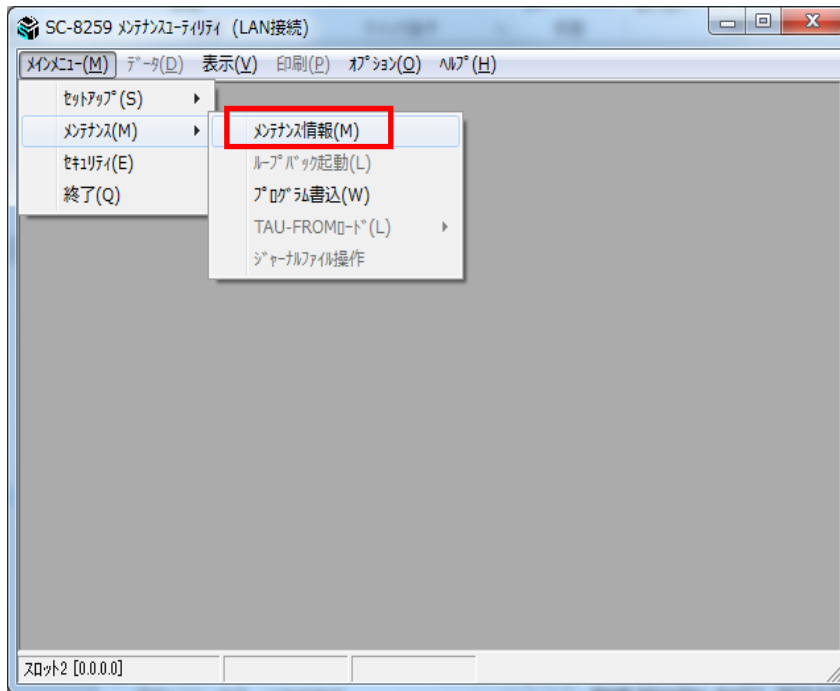 SC-8259 ﾒﾝﾃﾅﾝｽﾕｰﾃｨﾘﾃｨ (LAN接続)
ﾒｲﾝﾒﾆｭｰ(M) ﾃﾞｰﾀ(D) 表示(V) 印刷(P) ｵﾌﾟｼｮﾝ(O) ﾍﾙﾌﾟ(H)
ｾｯﾄｱｯﾌﾟ(S)
ﾒﾝﾃﾅﾝｽ(M)
ｾｷｭﾘﾃｨ(E)
終了(Q)
ﾒﾝﾃﾅﾝｽ情報(M)
ﾙｰﾌﾟﾊﾞｯｸ起動(L)
ﾌﾟﾛｸﾞﾗﾑ書込(W)
TAU-FROMﾛｰﾄﾞ(L)
ｼﾞｬｰﾅﾙﾌｧｲﾙ操作
ｽﾛｯﾄ2 [0.0.0.0]